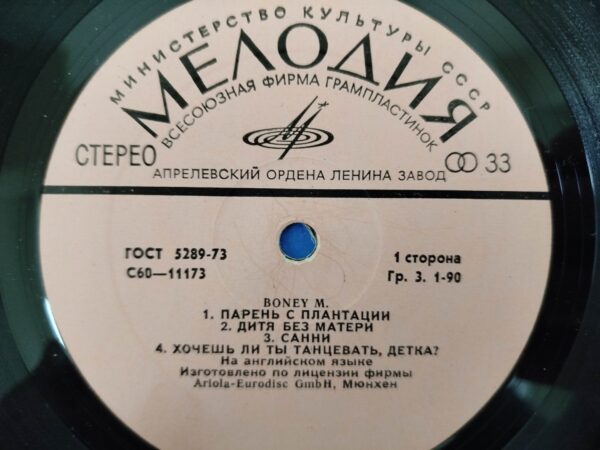 МИНИСТЕРСТВО КУЛЬТУРЫ СССР
МЕЛОДИЯ
ВСЕСОЮЗНАЯ ФИРМА ГРАМПЛАСТИНОК
СТЕРЕО
33
АПРЕЛЕВСКИЙ ОРДЕНА ЛЕНИНА ЗАВОД
ГОСТ 5289-73
1 сторона
С60—11173
Гр. 3. 1-90
BONEY M.
1. ПАРЕНЬ С ПЛАНТАЦИИ
2. ДИТЯ БЕЗ МАТЕРИ
3. САННИ
4. ХОЧЕШЬ ЛИ ТЫ ТАНЦЕВАТЬ, ДЕТКА?
На английском языке
Изготовлено по лицензии фирмы
Ariola-Eurodisc GmbH, Мюнхен